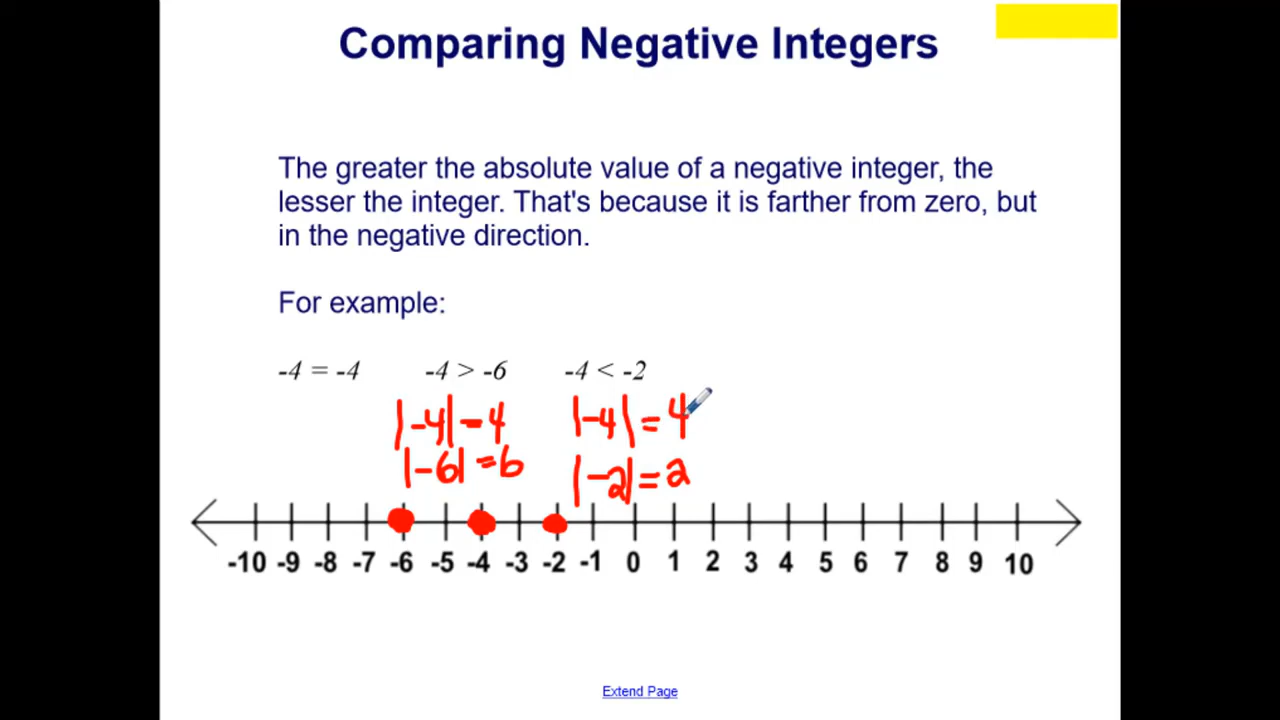 Comparing Negative Integers
The greater the absolute value of a negative integer, the
lesser the integer. That's because it is farther from zero, but
in the negative direction.
For example:
-4 = -4 -4 > -6 -4 < -2
|-4| = 4 |-4| = 4
|-6| = 6 |-2| = 2
-10 -9 -8 -7 -6 -5 -4 -3 -2 -1 0 1 2 3 4 5 6 7 8 9 10
Extend Page